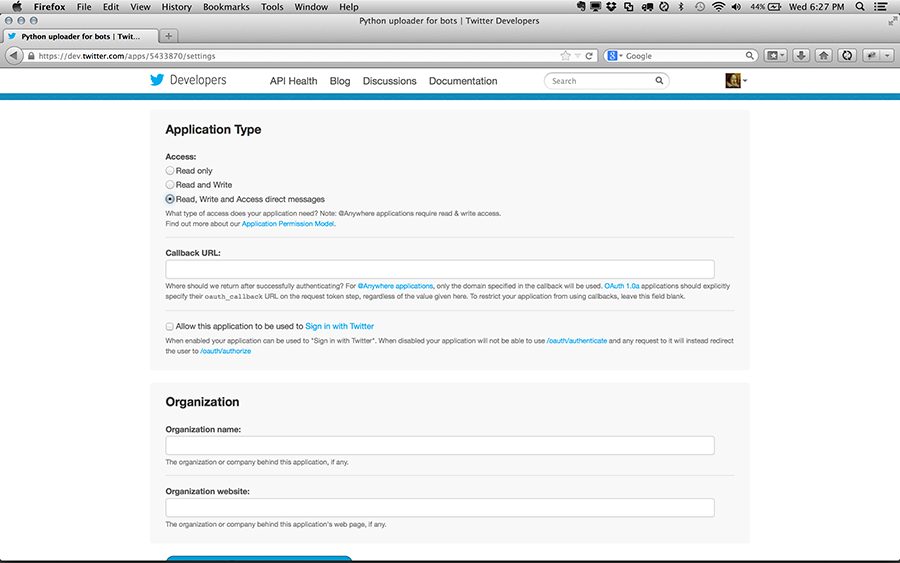 Firefox File Edit View History Bookmarks Tools Window Help 44% Wed 6:27 PM
Python uploader for bots | Twitter Developers
Python uploader for bots | Twit...
https://dev.twitter.com/apps/5433870/settings Google
Developers API Health Blog Discussions Documentation Search
Application Type
Access:
Read only
Read and Write
Read, Write and Access direct messages
What type of access does your application need? Note: @Anywhere applications require read & write access.
Find out more about our Application Permission Model.
Callback URL:
Where should we return after successfully authenticating? For @Anywhere applications, only the domain specified in the callback will be used. OAuth 1.0a applications should explicitly
specify their oauth_callback URL on the request token step, regardless of the value given here. To restrict your application from using callbacks, leave this field blank.
Allow this application to be used to Sign in with Twitter
When enabled your application can be used to "Sign in with Twitter". When disabled your application will not be able to use /oauth/authenticate and any request to it will instead redirect
the user to /oauth/authorize
Organization
Organization name:
The organization or company behind this application, if any.
Organization website:
The organization or company behind this application's web page, if any.